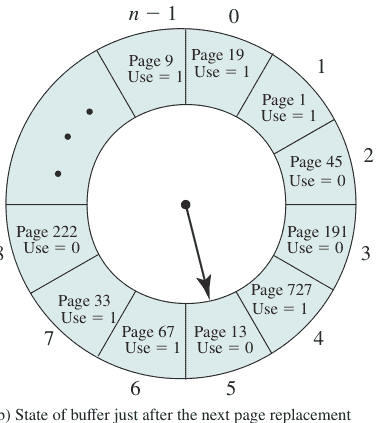 n − 1
0
Page 9
Use = 1
Page 19
Use = 1
1
Page 1
Use = 1
2
Page 45
Use = 0
Page 191
Use = 0
3
Page 727
Use = 1
4
Page 13
Use = 0
5
Page 67
Use = 1
6
Page 33
Use = 1
7
Page 222
Use = 0
8
b) State of buffer just after the next page replacement